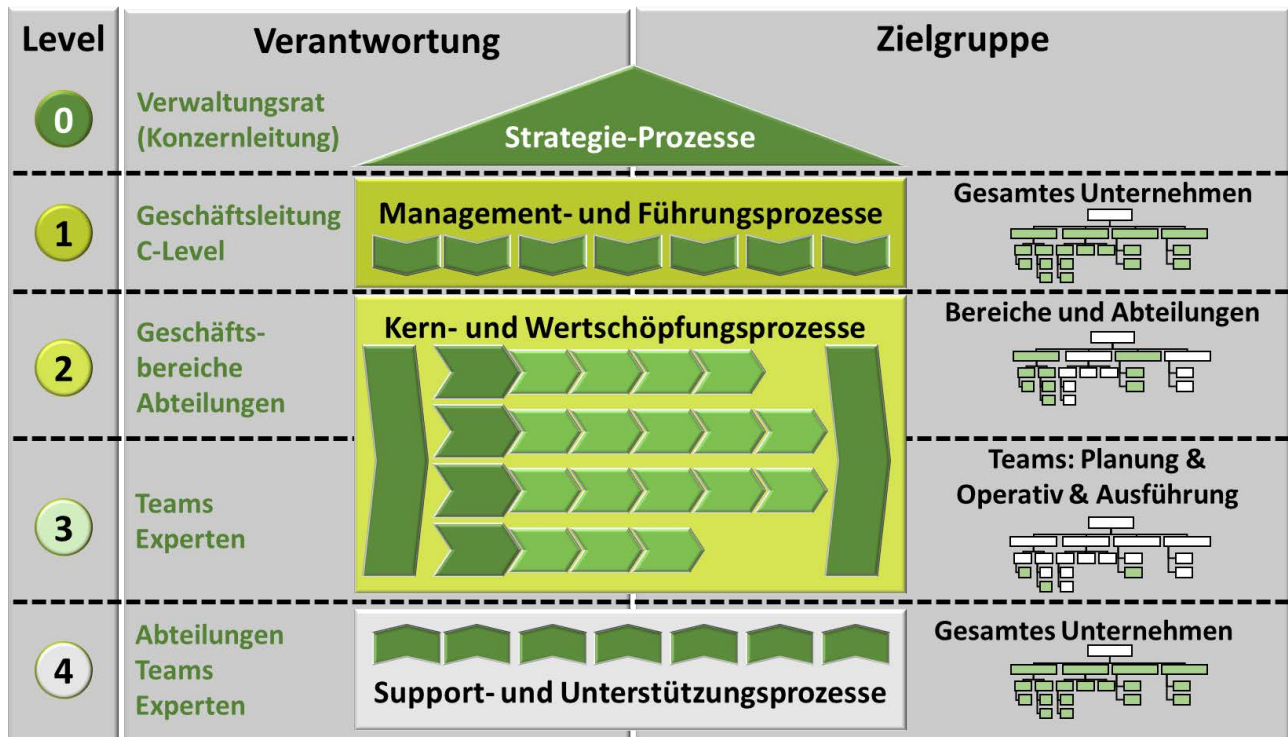 Level
Verantwortung
Zielgruppe
0
Verwaltungsrat
(Konzernleitung)
Strategie-Prozesse
1
Geschäftsleitung
C-Level
Management- und Führungsprozesse
Gesamtes Unternehmen
2
Geschäfts-
bereiche
Abteilungen
Kern- und Wertschöpfungsprozesse
Bereiche und Abteilungen
3
Teams
Experten
Teams: Planung &
Operativ & Ausführung
4
Abteilungen
Teams
Experten
Support- und Unterstützungsprozesse
Gesamtes Unternehmen